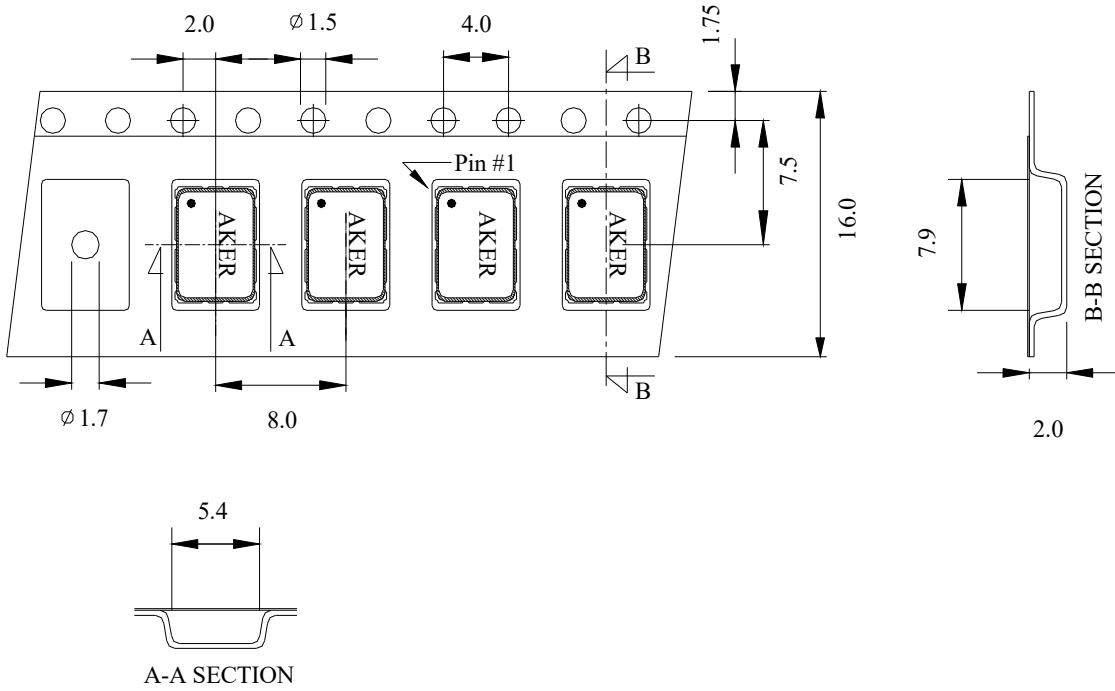 2.0
⌀ 1.5
4.0
1.75
B
Pin #1
7.5
16.0
AKER
AKER
AKER
AKER
7.9
B-B SECTION
A
A
B
⌀ 1.7
8.0
2.0
5.4
A-A SECTION